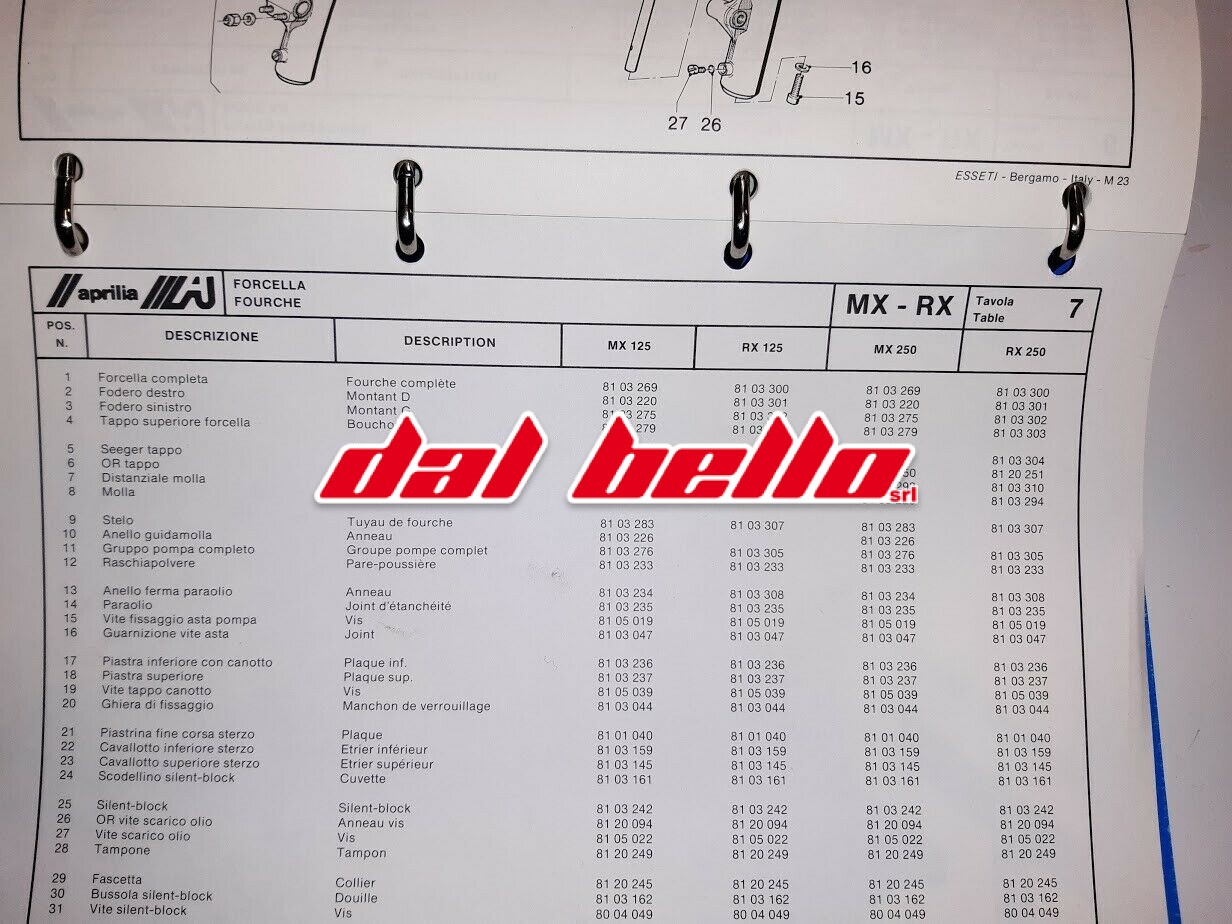 16
15
27 26
ESSETI - Bergamo - Italy - M 23
aprilia FORCELLA MX - RX Tavola 7
FOURCHE Table
POS. N. DESCRIZIONE DESCRIPTION MX 125 RX 125 MX 250 RX 250
1 Forcella completa Fourche complète 81 03 269 81 03 300 81 03 269 81 03 300
2 Fodero destro Montant D 81 03 220 81 03 301 81 03 220 81 03 301
3 Fodero sinistro Montant 81 03 275 81 03 275 81 03 302
4 Tappo superiore forcella 279 81 03 279 81 03 303
dal bello srl
5 Seeger tappo 81 03 304
6 OR tappo 81 20 251
7 Distanziale molla 81 03 310
8 Molla 81 03 294
9 Stelo Tuyau de fourche 81 03 283 81 03 307 81 03 283 81 03 307
10 Anello guidamolla Anneau 81 03 226 81 03 226
11 Gruppo pompa completo Groupe pompe complet 81 03 276 81 03 305 81 03 276 81 03 305
12 Raschiapolvere Pare-poussière 81 03 233 81 03 233 81 03 233 81 03 233
13 Anello ferma paraolio Anneau 81 03 234 81 03 308 81 03 234 81 03 308
14 Paraolio Joint d'étanchéité 81 03 235 81 03 235 81 03 235 81 03 235
15 Vite fissaggio asta pompa Vis 81 05 019 81 05 019 81 05 019 81 05 019
16 Guarnizione vite asta Joint 81 03 047 81 03 047 81 03 047 81 03 047
17 Piastra inferiore con canotto Plaque inf. 81 03 236 81 03 236 81 03 236 81 03 236
18 Piastra superiore Plaque sup. 81 03 237 81 03 237 81 03 237 81 03 237
19 Vite tappo canotto Vis 81 05 039 81 05 039 81 05 039 81 05 039
20 Ghiera di fissaggio Manchon de verrouillage 81 03 044 81 03 044 81 03 044 81 03 044
21 Piastrina fine corsa sterzo Plaque 81 01 040 81 01 040 81 01 040 81 01 040
22 Cavallotto inferiore sterzo Etrier inférieur 81 03 159 81 03 159 81 03 159 81 03 159
23 Cavallotto superiore sterzo Etrier supérieur 81 03 145 81 03 145 81 03 145 81 03 145
24 Scodellino silent-block Cuvette 81 03 161 81 03 161 81 03 161 81 03 161
25 Silent-block Silent-block 81 03 242 81 03 242 81 03 242 81 03 242
26 OR vite scarico olio Anneau vis 81 20 094 81 20 094 81 20 094 81 20 094
27 Vite scarico olio Vis 81 05 022 81 05 022 81 05 022 81 05 022
28 Tampone Tampon 81 20 249 81 20 249 81 20 249 81 20 249
29 Fascetta Collier 81 20 245 81 20 245 81 20 245 81 20 245
30 Bussola silent-block Douille 81 03 162 81 03 162 81 03 162 81 03 162
31 Vite silent-block Vis 80 04 049 80 04 049 80 04 049 80 04 049